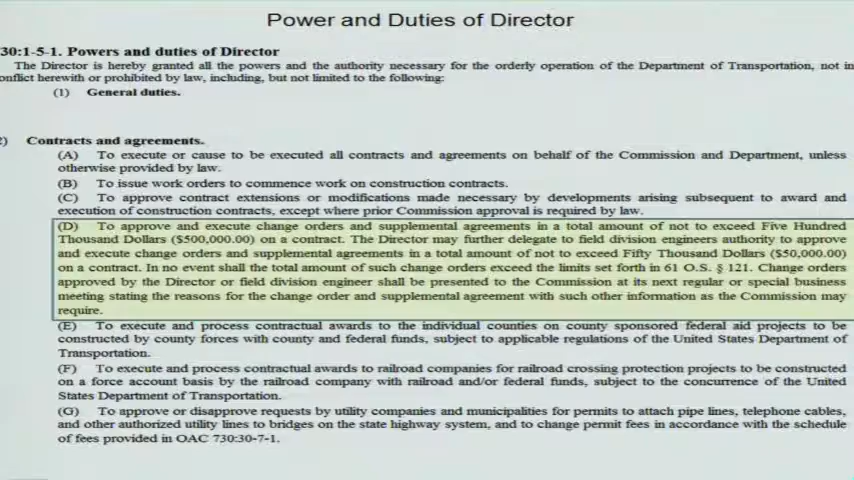 Power and Duties of Director
30:1-5-1. Powers and duties of Director
The Director is hereby granted all the powers and the authority necessary for the orderly operation of the Department of Transportation, not in
onflict herewith or prohibited by law, including, but not limited to the following:
(1) General duties.
2) Contracts and agreements.
(A) To execute or cause to be executed all contracts and agreements on behalf of the Commission and Department, unless
otherwise provided by law.
(B) To issue work orders to commence work on construction contracts.
(C) To approve contract extensions or modifications made necessary by developments arising subsequent to award and
execution of construction contracts, except where prior Commission approval is required by law.
(D) To approve and execute change orders and supplemental agreements in a total amount of not to exceed Five Hundred
Thousand Dollars ($500,000.00) on a contract. The Director may further delegate to field division engineers authority to approve
and execute change orders and supplemental agreements in a total amount of not to exceed Fifty Thousand Dollars ($50,000.00)
on a contract. In no event shall the total amount of such change orders exceed the limits set forth in 61 O.S. § 121. Change orders
approved by the Director or field division engineer shall be presented to the Commission at its next regular or special business
meeting stating the reasons for the change order and supplemental agreement with such other information as the Commission may
require.
(E) To execute and process contractual awards to the individual counties on county sponsored federal aid projects to be
constructed by county forces with county and federal funds, subject to applicable regulations of the United States Department of
Transportation.
(F) To execute and process contractual awards to railroad companies for railroad crossing protection projects to be constructed
on a force account basis by the railroad company with railroad and/or federal funds, subject to the concurrence of the United
States Department of Transportation.
(G) To approve or disapprove requests by utility companies and municipalities for permits to attach pipe lines, telephone cables,
and other authorized utility lines to bridges on the state highway system, and to change permit fees in accordance with the schedule
of fees provided in OAC 730:30-7-1.